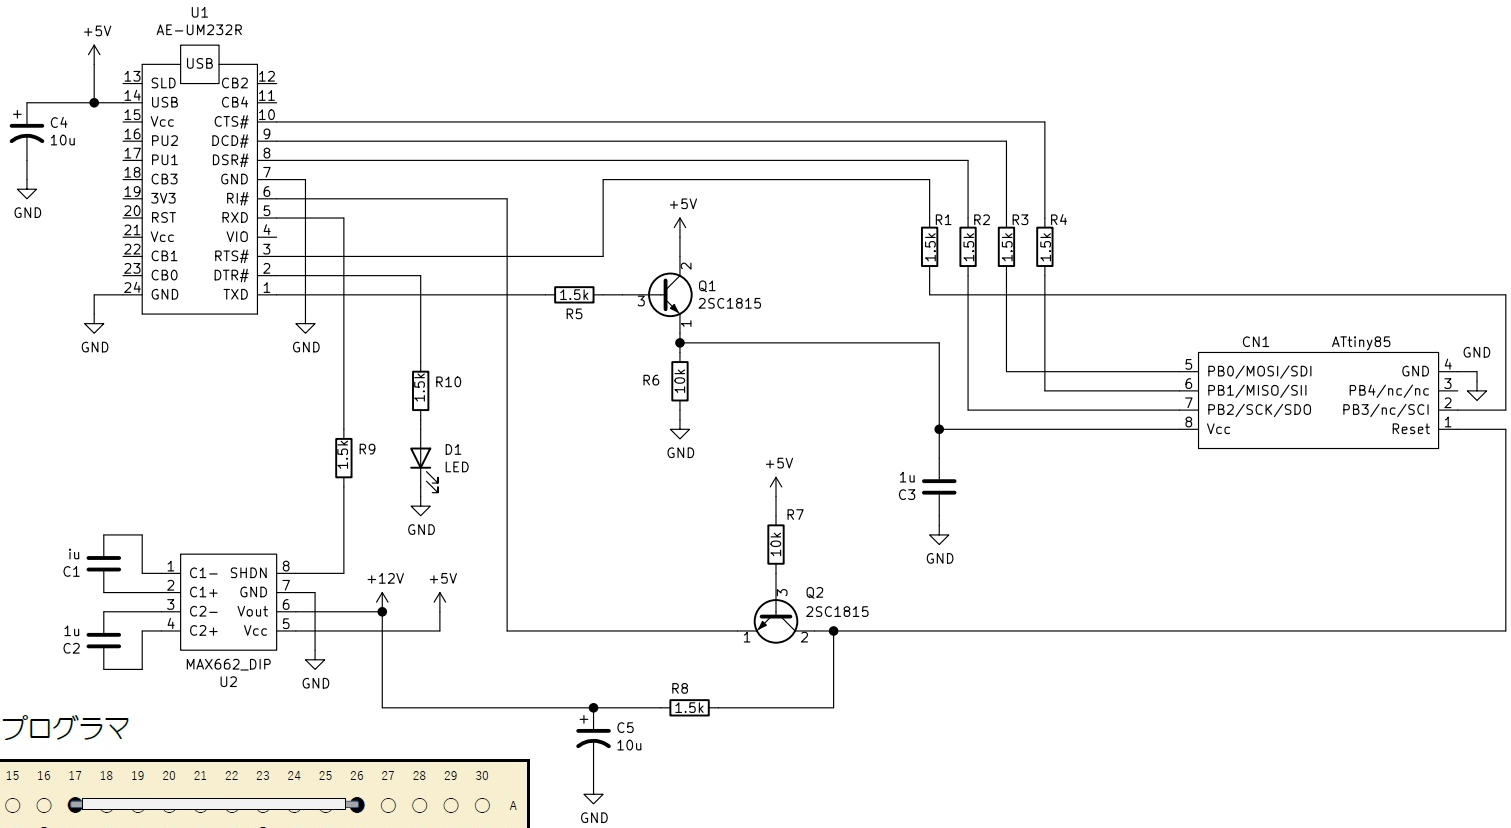 U1
AE-UM232R
+5V
USB
13 SLD CB2 12
14 USB CB4 11
15 Vcc CTS# 10
16 PU2 DCD# 9
17 PU1 DSR# 8
18 CB3 GND 7
19 3V3 RI# 6
20 RST RXD 5
21 Vcc VIO 4
22 CB1 RTS# 3
23 CB0 DTR# 2
24 GND TXD 1
+
C4
10u
GND
GND
GND
+5V
2
Q1
2SC1815
3
1
1.5k
R5
R6
10k
GND
R1
1.5k
R2
1.5k
R3
1.5k
R4
1.5k
CN1 ATtiny85
GND
5 PB0/MOSI/SDI GND 4
6 PB1/MISO/SII PB4/nc/nc 3
7 PB2/SCK/SDO PB3/nc/SCI 2
8 Vcc Reset 1
1.5k
R10
1.5k
R9
D1
LED
GND
+5V
R7
10k
3
Q2
2SC1815
1
2
1u
C3
GND
iu
C1
1u
C2
1 C1- SHDN 8
2 C1+ GND 7
3 C2- Vout 6
4 C2+ Vcc 5
MAX662_DIP
U2
+12V
+5V
GND
R8
1.5k
+
C5
10u
GND
プログラマ
15 16 17 18 19 20 21 22 23 24 25 26 27 28 29 30
A